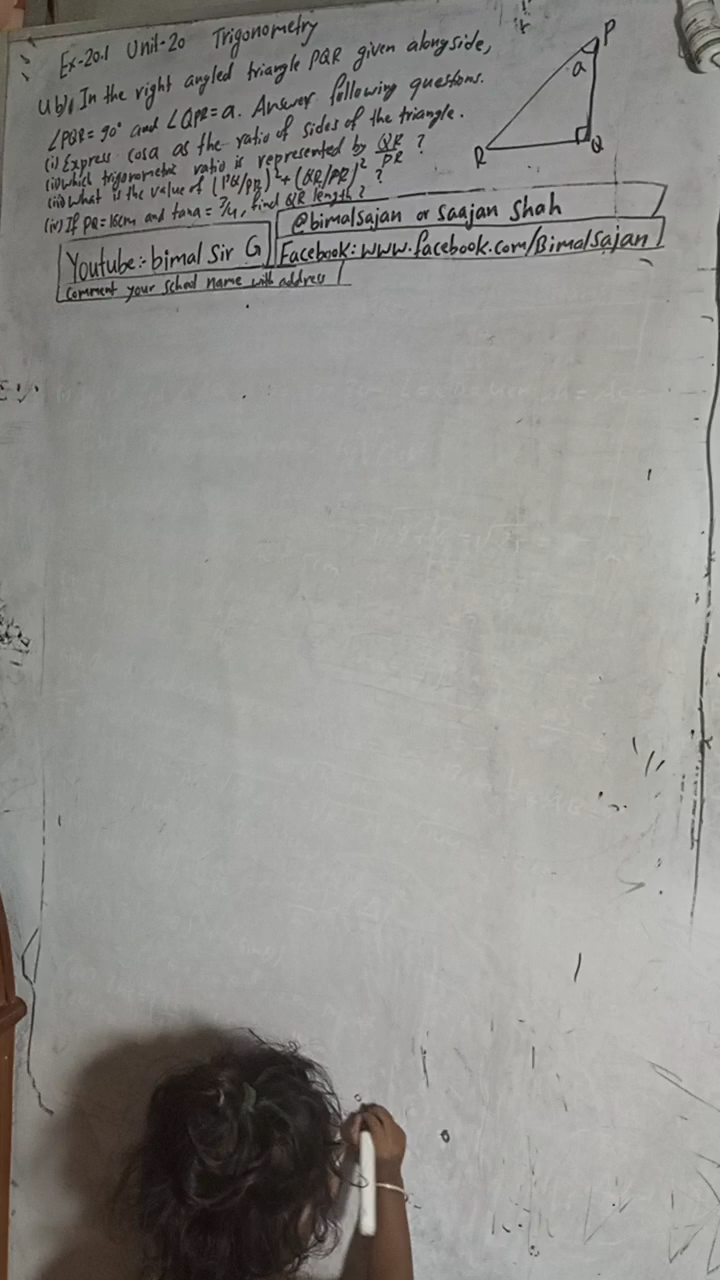 Ex-20.1 Unit-20 Trigonometry
4b), In the right angled triangle PQR given alongside,
∠PQR = 90° and ∠QPR = a. Answer following questions.
(i) Express cosa as the ratio of sides of the triangle.
(ii) which trigonometric ratio is represented by QR/PR ?
(iii) what is the value of (PQ/PR)² + (QR/PR)² ?
(iv) If PQ = 16cm and tana = 3/4, find QR length?
P
a
R
Q
@bimalsajan or Saajan Shah
Youtube:- bimal Sir G
Facebook: www.facebook.com/BimalSajan
Comment your school name with address